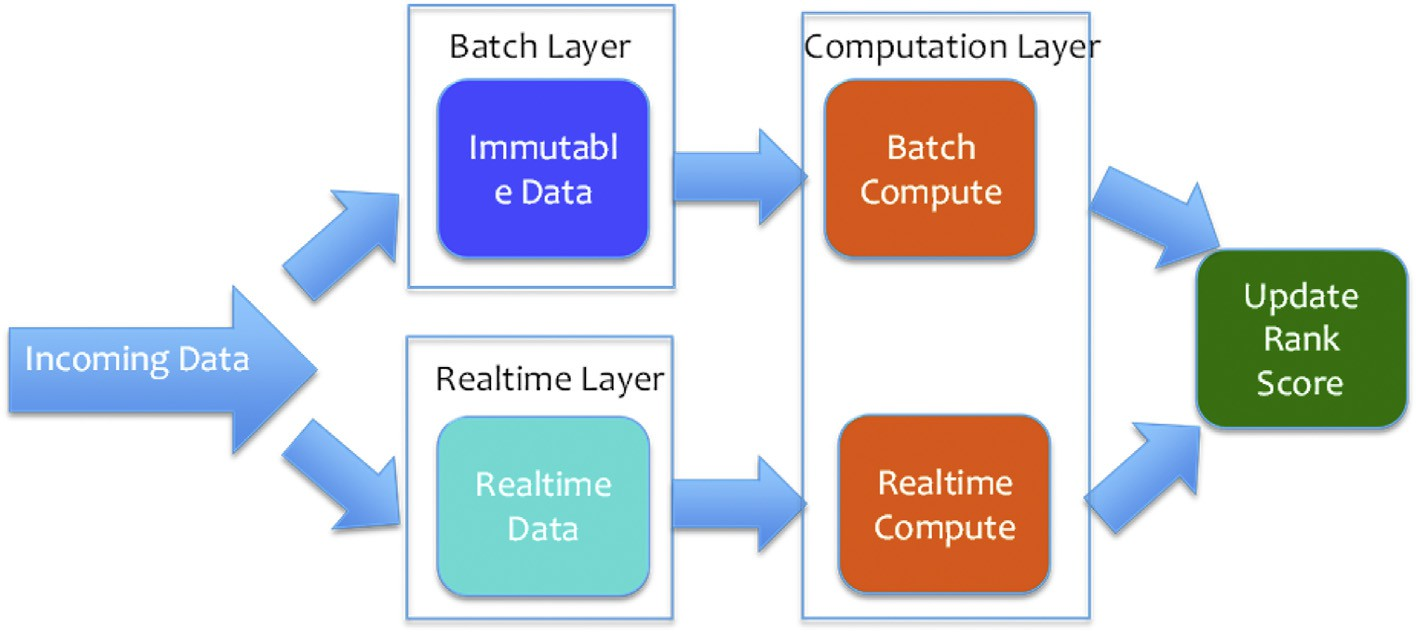 Batch Layer
Immutabl
e Data
Computation Layer
Batch
Compute
Incoming Data
Realtime Layer
Realtime
Data
Realtime
Compute
Update
Rank
Score